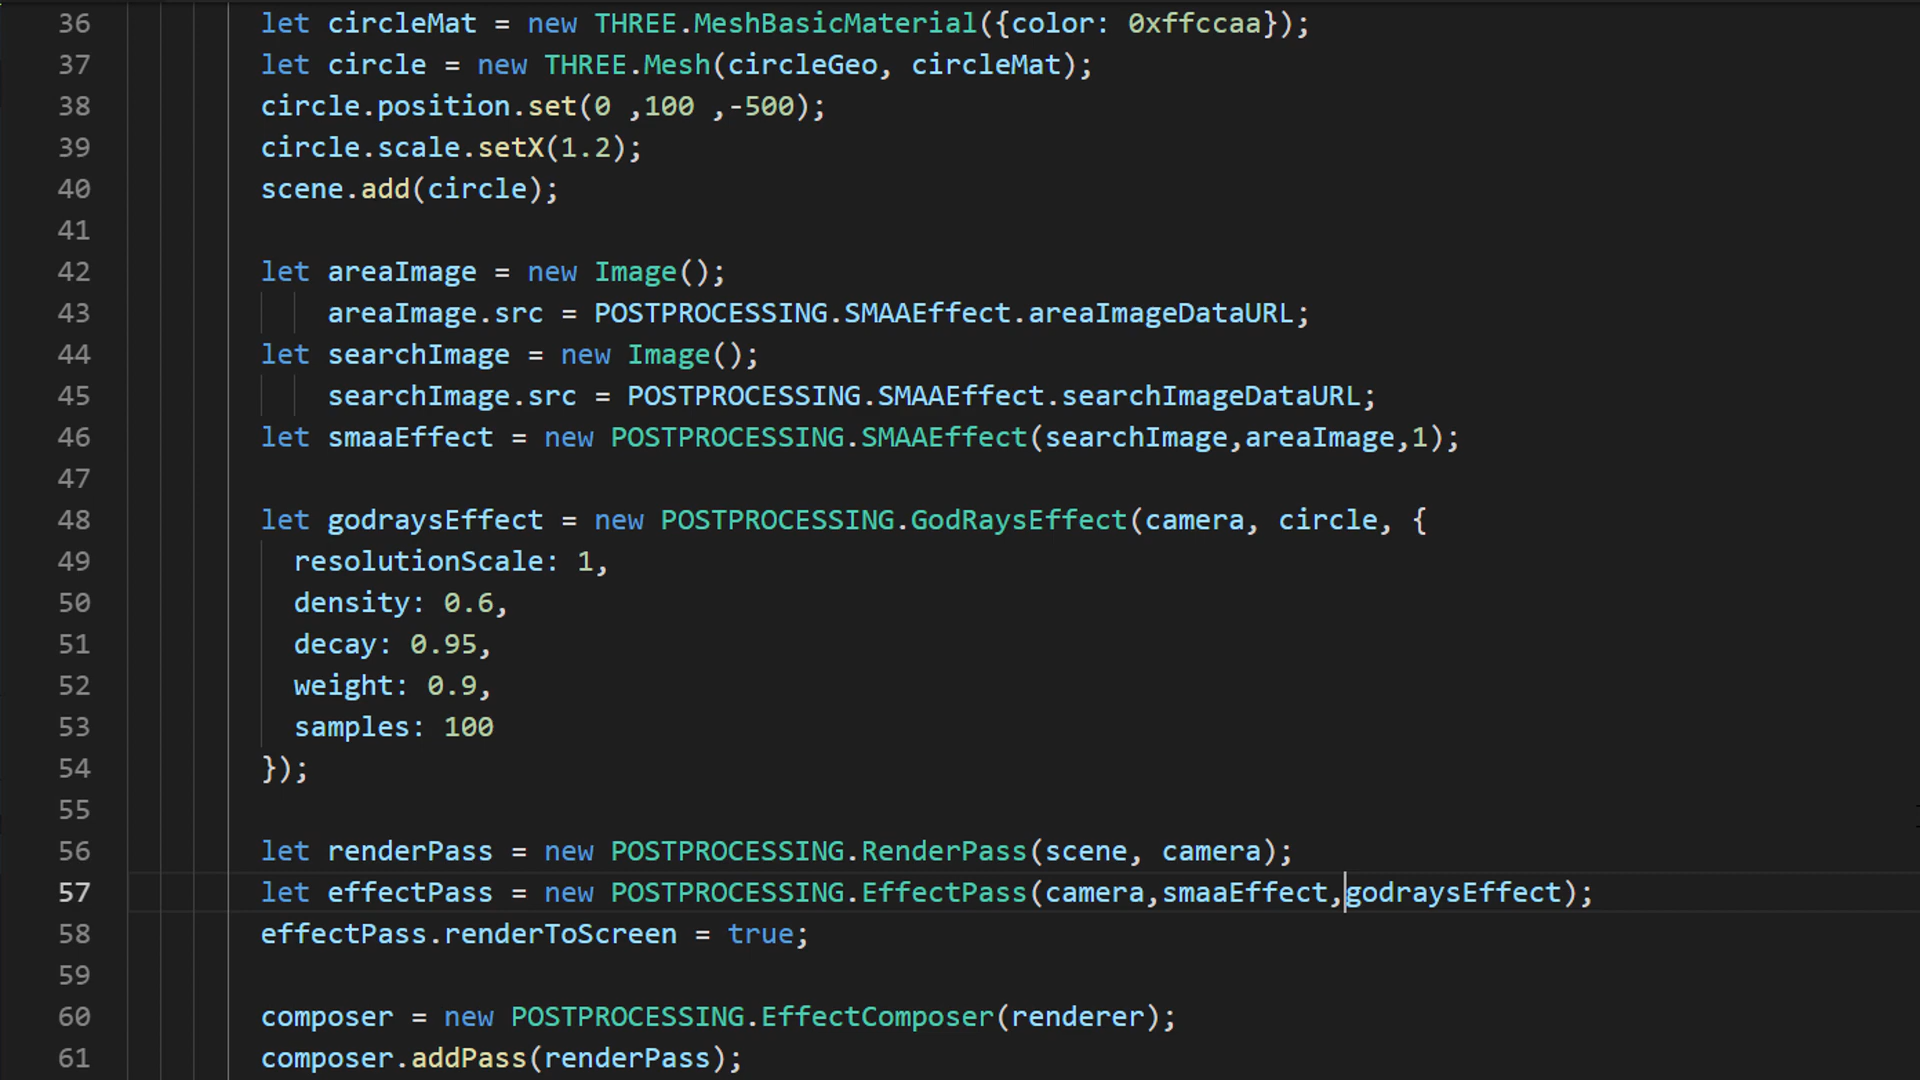 36 let circleMat = new THREE.MeshBasicMaterial({color: 0xffccaa});
37 let circle = new THREE.Mesh(circleGeo, circleMat);
38 circle.position.set(0 ,100 ,-500);
39 circle.scale.setX(1.2);
40 scene.add(circle);
41
42 let areaImage = new Image();
43 areaImage.src = POSTPROCESSING.SMAAEffect.areaImageDataURL;
44 let searchImage = new Image();
45 searchImage.src = POSTPROCESSING.SMAAEffect.searchImageDataURL;
46 let smaaEffect = new POSTPROCESSING.SMAAEffect(searchImage,areaImage,1);
47
48 let godraysEffect = new POSTPROCESSING.GodRaysEffect(camera, circle, {
49 resolutionScale: 1,
50 density: 0.6,
51 decay: 0.95,
52 weight: 0.9,
53 samples: 100
54 });
55
56 let renderPass = new POSTPROCESSING.RenderPass(scene, camera);
57 let effectPass = new POSTPROCESSING.EffectPass(camera,smaaEffect,godraysEffect);
58 effectPass.renderToScreen = true;
59
60 composer = new POSTPROCESSING.EffectComposer(renderer);
61 composer.addPass(renderPass);